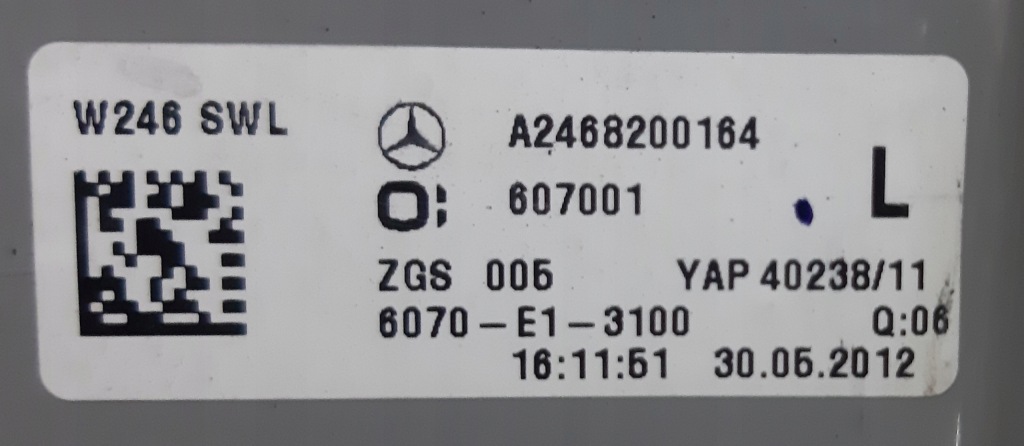 W246 SWL
A2468200164
607001
L
ZGS 005 YAP 40238/11
6070-E1-3100 Q:06
16:11:51 30.05.2012